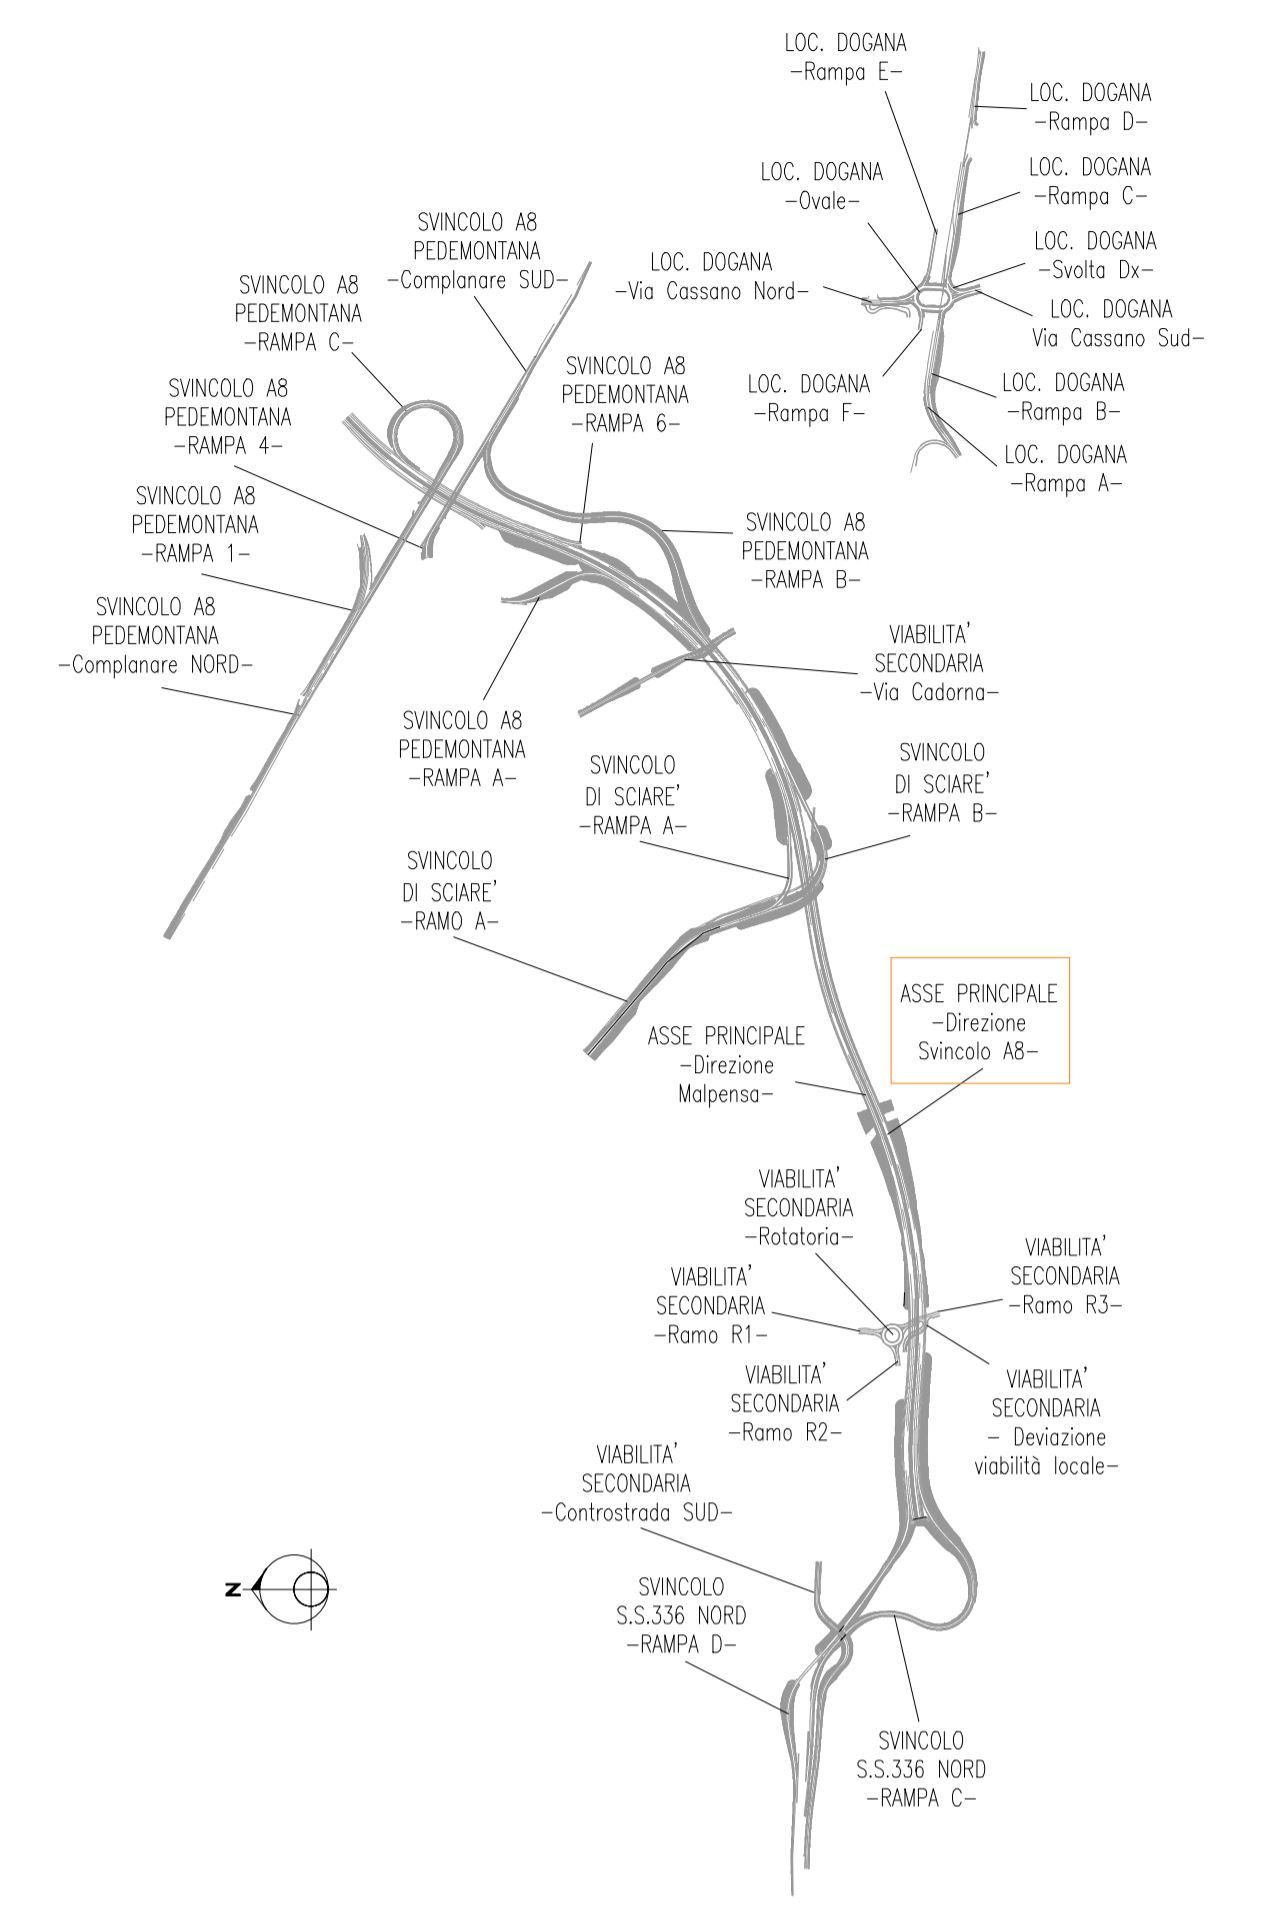 LOC. DOGANA
-Rampa E-
LOC. DOGANA
-Rampa D-
LOC. DOGANA
-Ovale-
LOC. DOGANA
-Rampa C-
SVINCOLO A8
PEDEMONTANA
-Complanare SUD-
LOC. DOGANA
-Svolta Dx-
LOC. DOGANA
-Via Cassano Nord-
SVINCOLO A8
PEDEMONTANA
-RAMPA C-
LOC. DOGANA
Via Cassano Sud-
SVINCOLO A8
PEDEMONTANA
-RAMPA 6-
SVINCOLO A8
PEDEMONTANA
-RAMPA 4-
LOC. DOGANA
-Rampa F-
LOC. DOGANA
-Rampa B-
LOC. DOGANA
-Rampa A-
SVINCOLO A8
PEDEMONTANA
-RAMPA 1-
SVINCOLO A8
PEDEMONTANA
-RAMPA B-
SVINCOLO A8
PEDEMONTANA
-Complanare NORD-
VIABILITA'
SECONDARIA
-Via Cadorna-
SVINCOLO A8
PEDEMONTANA
-RAMPA A-
SVINCOLO
DI SCIARE'
-RAMPA A-
SVINCOLO
DI SCIARE'
-RAMPA B-
SVINCOLO
DI SCIARE'
-RAMO A-
ASSE PRINCIPALE
-Direzione
Svincolo A8-
ASSE PRINCIPALE
-Direzione
Malpensa-
VIABILITA'
SECONDARIA
-Rotatoria-
VIABILITA'
SECONDARIA
-Ramo R3-
VIABILITA'
SECONDARIA
-Ramo R1-
VIABILITA'
SECONDARIA
-Ramo R2-
VIABILITA'
SECONDARIA
- Deviazione
viabilità locale-
VIABILITA'
SECONDARIA
-Controstrada SUD-
N
SVINCOLO
S.S.336 NORD
-RAMPA D-
SVINCOLO
S.S.336 NORD
-RAMPA C-